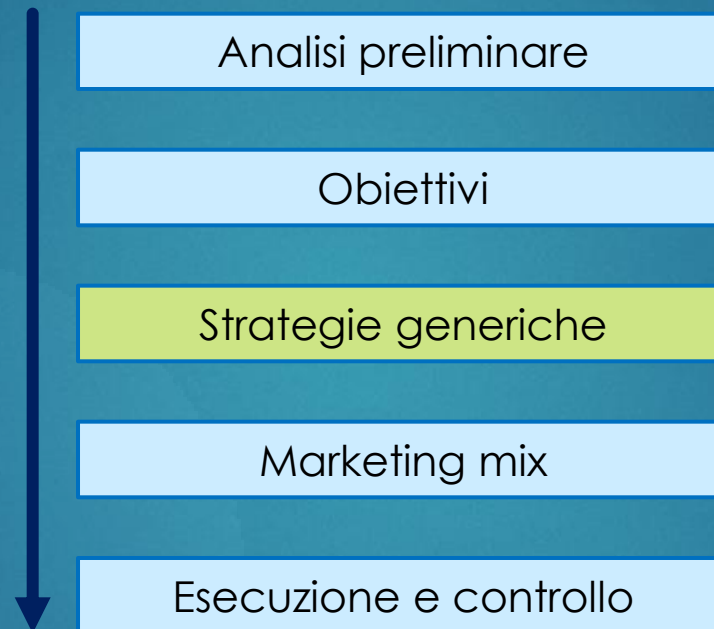 Analisi preliminare
Obiettivi
Strategie generiche
Marketing mix
Esecuzione e controllo